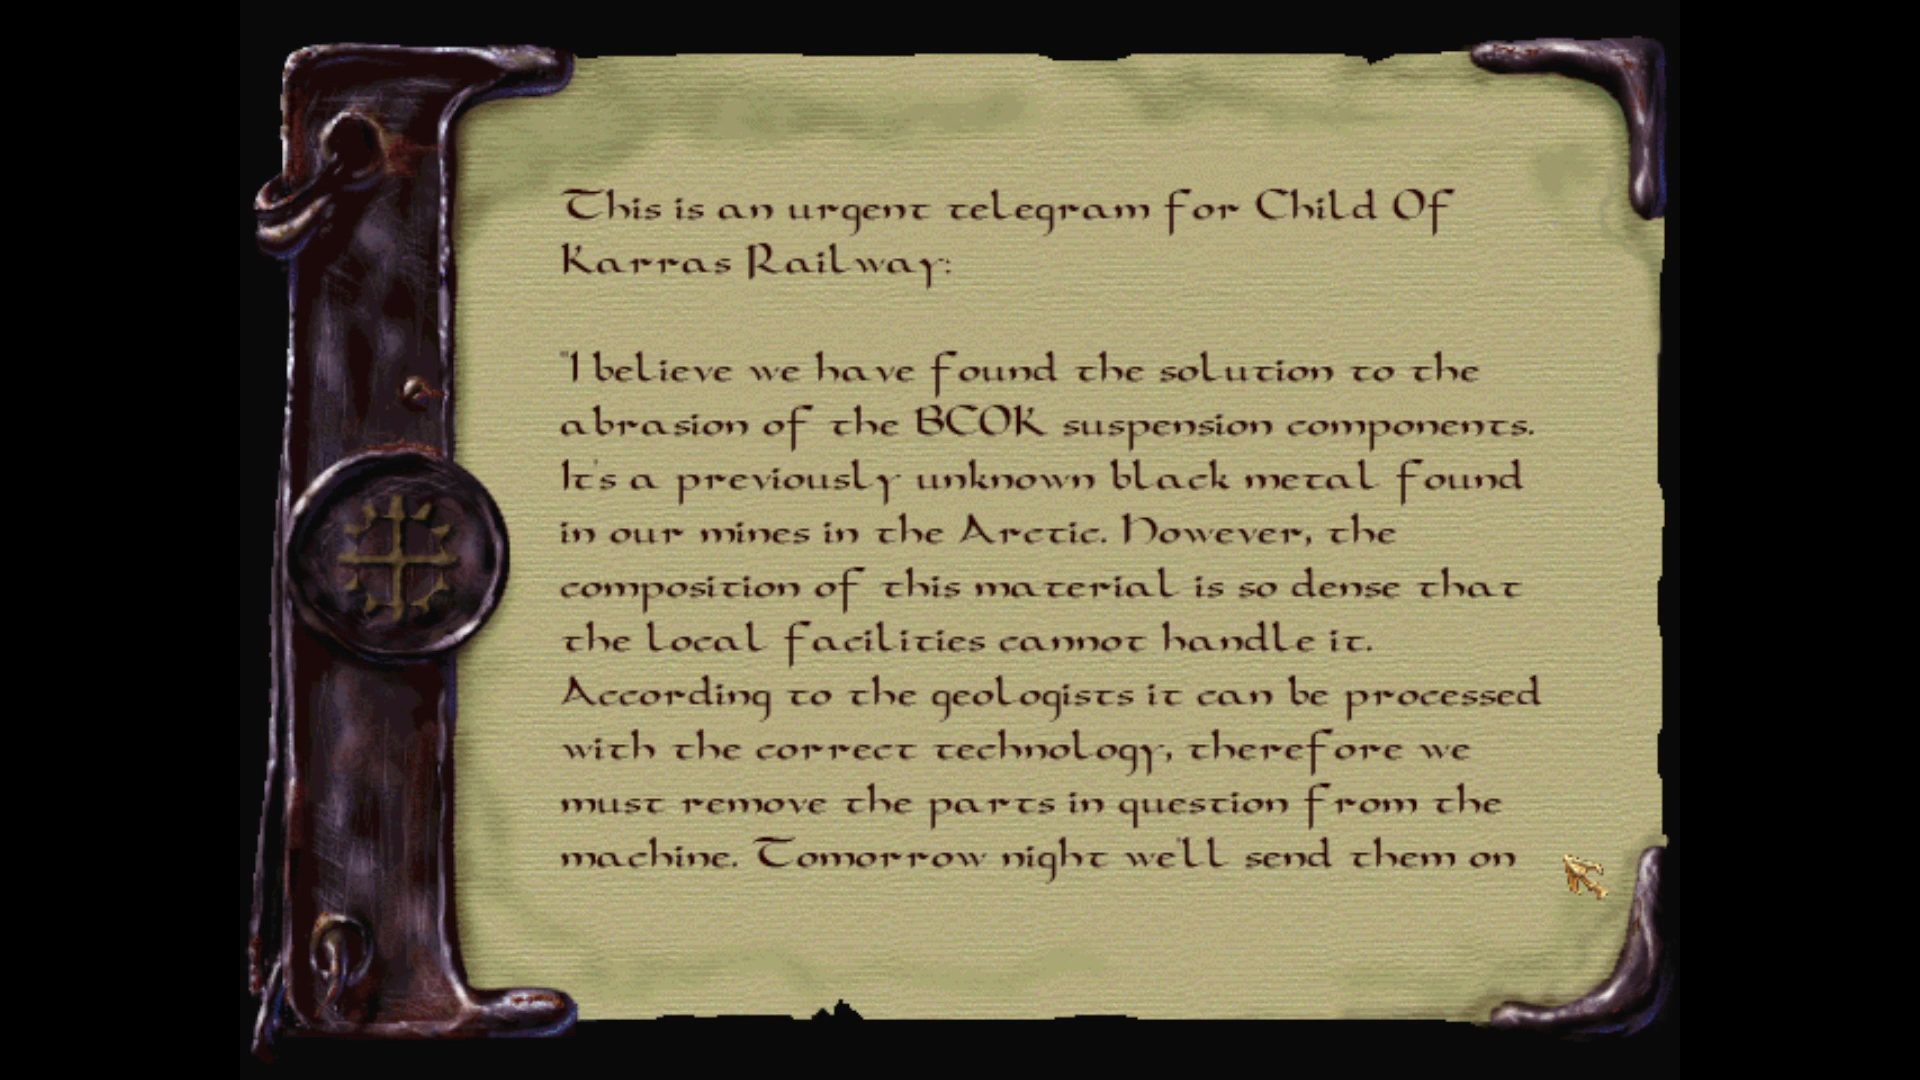 This is an urgent telegram for Child Of
Karras Railway:
"I believe we have found the solution to the
abrasion of the BCOK suspension components.
It's a previously unknown black metal found
in our mines in the Arctic. However, the
composition of this material is so dense that
the local facilities cannot handle it.
According to the geologists it can be processed
with the correct technology, therefore we
must remove the parts in question from the
machine. Tomorrow night we'll send them on